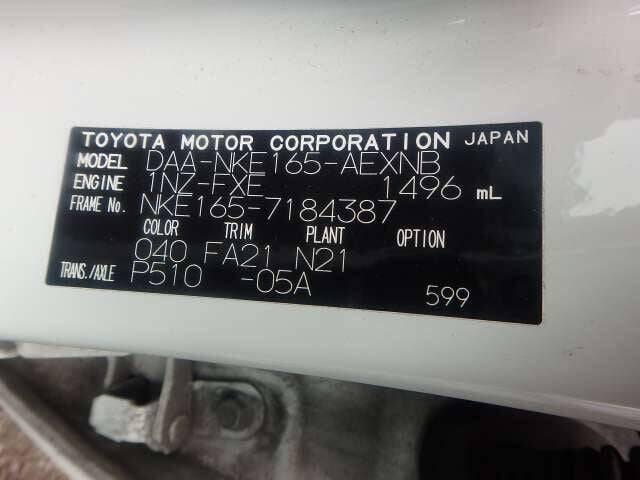 TOYOTA MOTOR CORPORATION JAPAN
MODEL DAA-NKE165-AEXNB
ENGINE 1NZ-FXE 1496 mL
FRAME No. NKE165-7184387
COLOR TRIM PLANT OPTION
040 FA21 N21
TRANS./AXLE P510 -05A 599